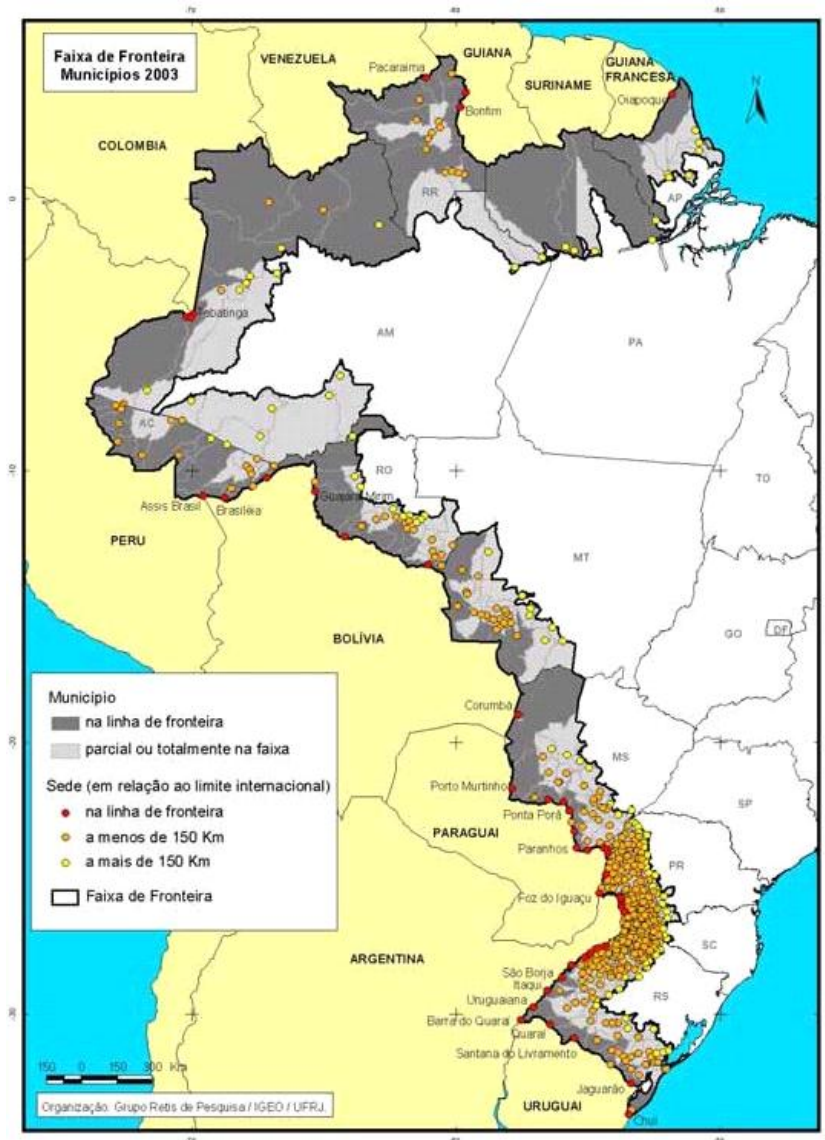 Faixa de Fronteira
Municípios 2003
VENEZUELA
GUIANA
SURINAME
GUIANA
FRANCESA
COLOMBIA
Pacaraima
Bonfim
Oiapoque
N
RR
AP
0
Tabatinga
AM
PA
AC
RO
-10
Guajará Mirim
TO
Assis Brasil
Brasiléia
PERU
MT
BOLÍVIA
GO
DF
Município
na linha de fronteira
parcial ou totalmente na faixa
Sede (em relação ao limite internacional)
na linha de fronteira
a menos de 150 Km
a mais de 150 Km
Faixa de Fronteira
Corumbá
MS
SP
Porto Murtinho
Ponta Porã
PARAGUAI
Paranhos
PR
Foz do Iguaçu
SC
ARGENTINA
São Borja
Itaqui
RS
Uruguaiana
Barra do Quaraí
Quaraí
Santana do Livramento
Jaguarão
URUGUAI
Chuí
150 0 150 300 Km
Organização: Grupo Retis de Pesquisa / IGEO / UFRJ.